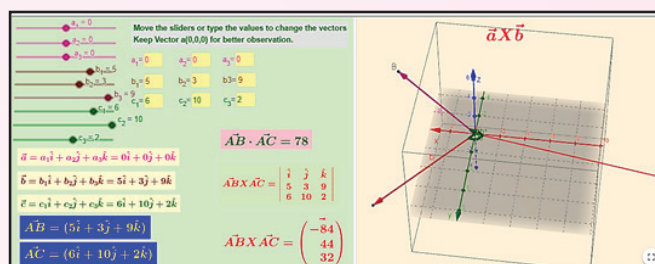 a₁ = 0
a₂ = 0
a₃ = 0
b₁ = 5
b₂ = 3
b₃ = 9
c₁ = 6
c₂ = 10
c₃ = 2
Move the sliders or type the values to change the vectors
Keep Vector a(0,0,0) for better observation.
a₁= 0 a₂= 0 a₃= 0
b₁= 5 b₂= 3 b3= 9
c₁= 6 c₂= 10 c₃= 2
a⃗ = a₁î + a₂ĵ + a₃k̂ = 0î + 0ĵ + 0k̂
b⃗ = b₁î + b₂ĵ + b₃k̂ = 5î + 3ĵ + 9k̂
c⃗ = c₁î + c₂ĵ + c₃k̂ = 6î + 10ĵ + 2k̂
AB⃗ = (5î + 3ĵ + 9k̂)
AC⃗ = (6î + 10ĵ + 2k̂)
AB⃗ · AC⃗ = 78
AB⃗ X AC⃗ = | î ĵ k̂ |
| 5 3 9 |
| 6 10 2 |
AB⃗ X AC⃗ = ( −84
44
32 )
a⃗ X b⃗
B
z
x
y